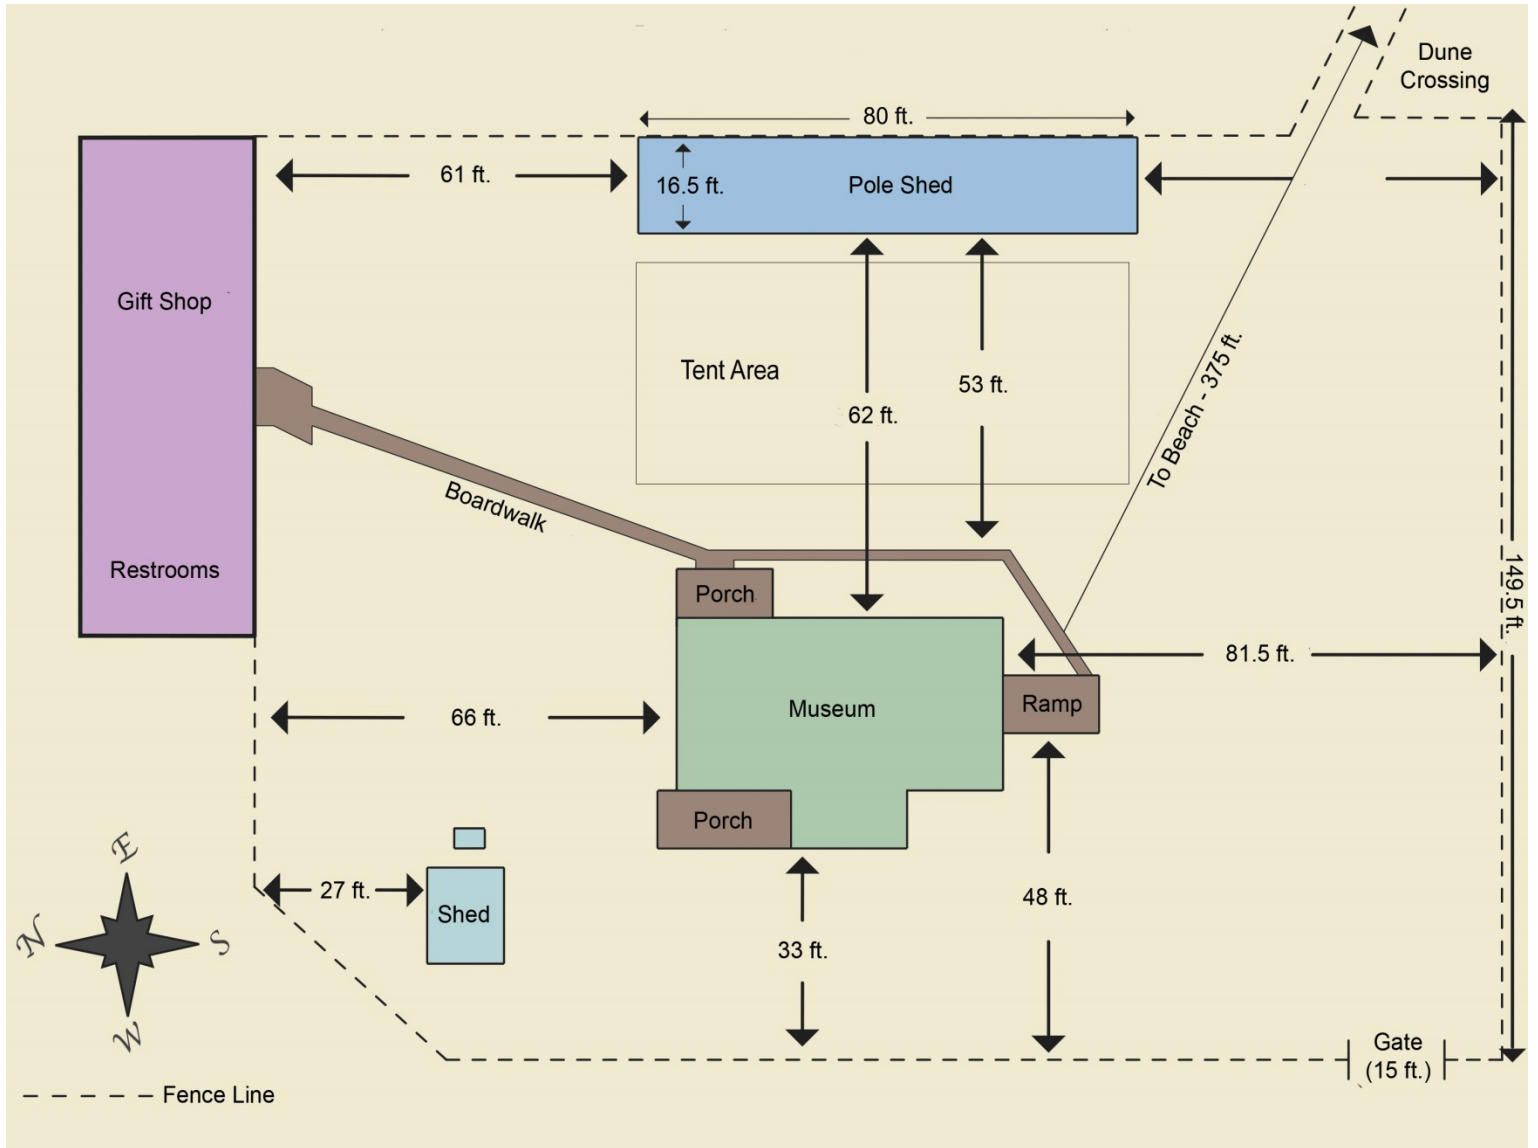 Dune
Crossing
80 ft.
61 ft.
16.5 ft.
Pole Shed
Gift Shop
Tent Area
53 ft.
62 ft.
To Beach - 375 ft.
Boardwalk
Restrooms
Porch
149.5 ft.
81.5 ft.
Museum
Ramp
66 ft.
Porch
27 ft.
Shed
48 ft.
33 ft.
E
N
S
W
Gate
(15 ft.)
Fence Line